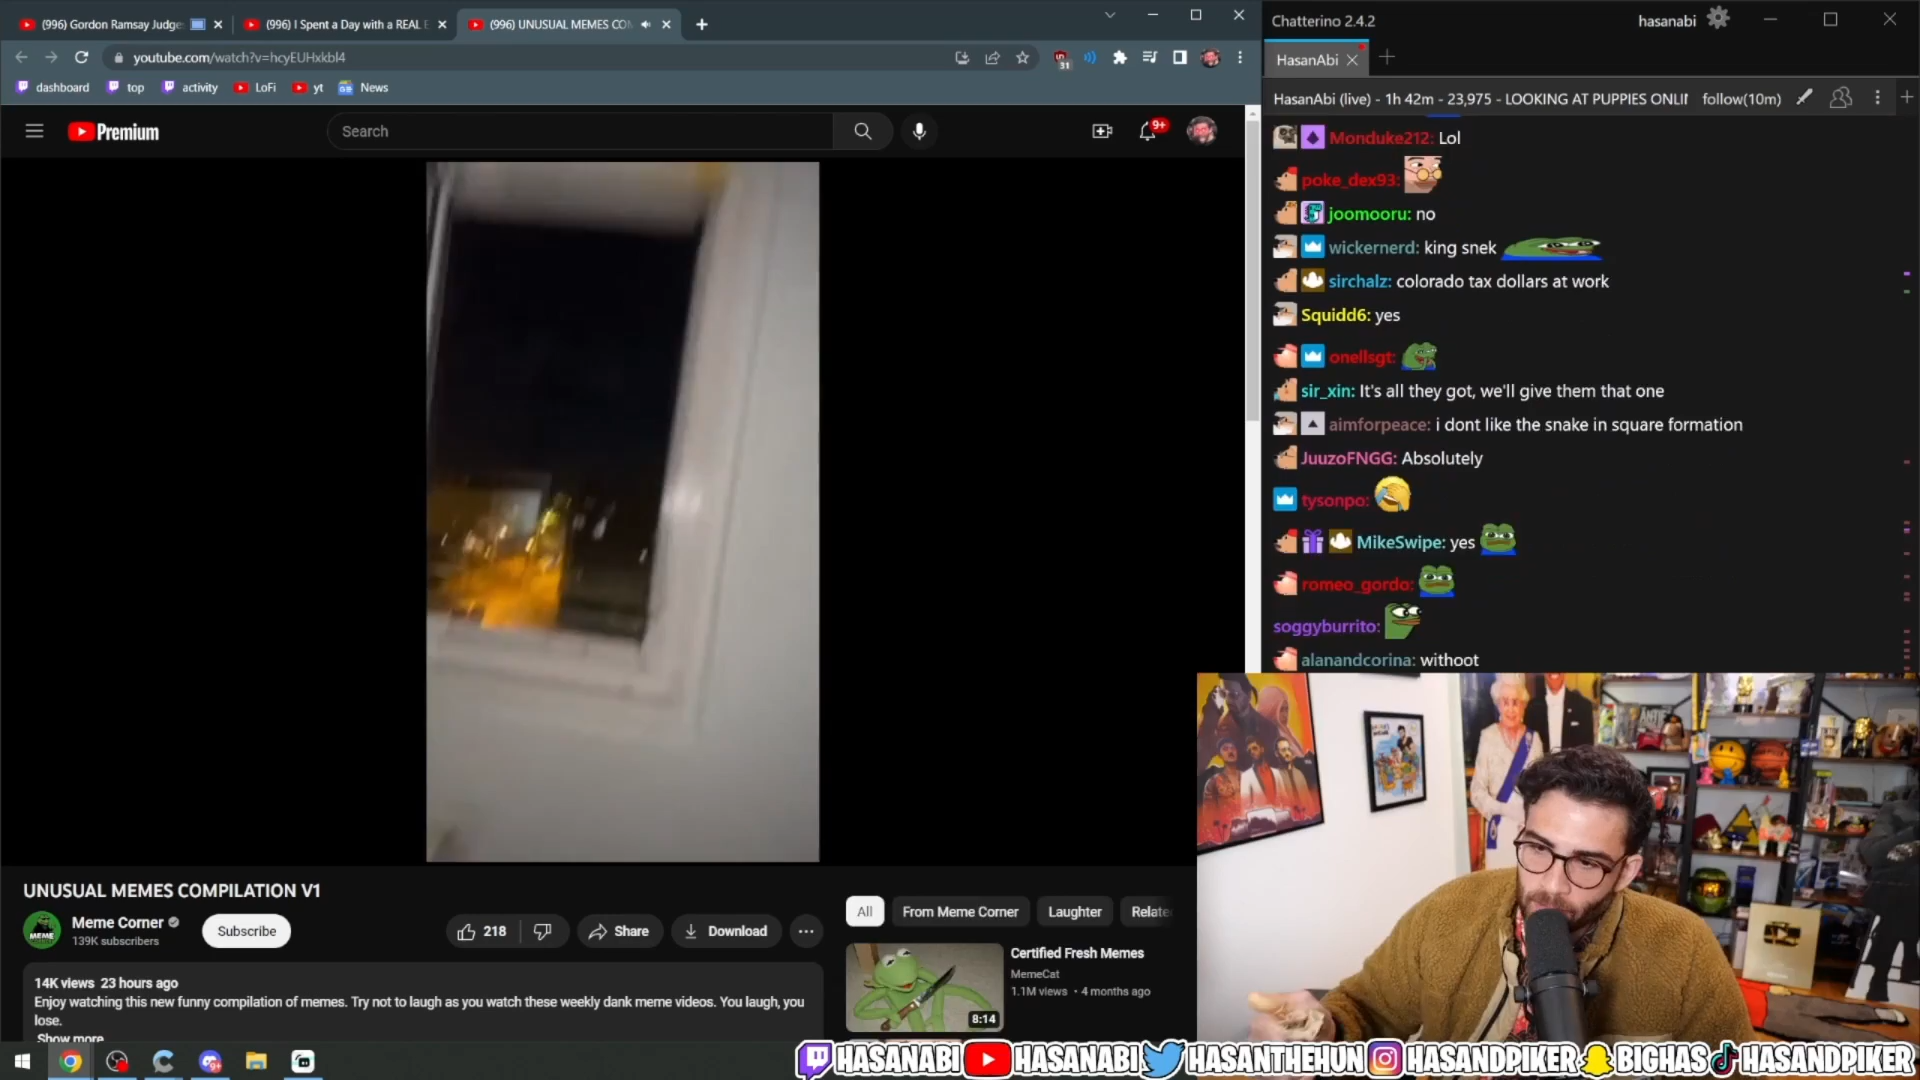 (996) Gordon Ramsay Judge
(996) I Spent a Day with a REAL E
(996) UNUSUAL MEMES CO
youtube.com/watch?v=hcyEUHxkbl4
31
dashboard
top
activity
LoFi
yt
News
Premium
Search
9+
UNUSUAL MEMES COMPILATION V1
MEME
Meme Corner
139K subscribers
Subscribe
218
Share
Download
14K views 23 hours ago
Enjoy watching this new funny compilation of memes. Try not to laugh as you watch these weekly dank meme videos. You laugh, you
lose.
Show more
All
From Meme Corner
Laughter
Relate
8:14
Certified Fresh Memes
MemeCat
1.1M views • 4 months ago
Chatterino 2.4.2
hasanabi
HasanAbi
HasanAbi (live) - 1h 42m - 23,975 - LOOKING AT PUPPIES ONLI
follow(10m)
Monduke212: Lol
poke_dex93:
joomooru: no
wickernerd: king snek
sirchalz: colorado tax dollars at work
Squidd6: yes
onellsgt:
sir_xin: It's all they got, we'll give them that one
aimforpeace: i dont like the snake in square formation
JuuzoFNGG: Absolutely
tysonpo:
MikeSwipe: yes
romeo_gordo:
soggyburrito:
alanandcorina: withoot
HASANABI HASANABI HASANTHEHUN HASANDPIKER BIGHAS HASANDPIKER